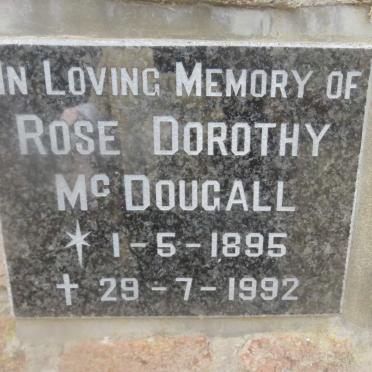 In Loving Memory of
Rose Dorothy
McDougall
✶ 1-5-1895
† 29-7-1992